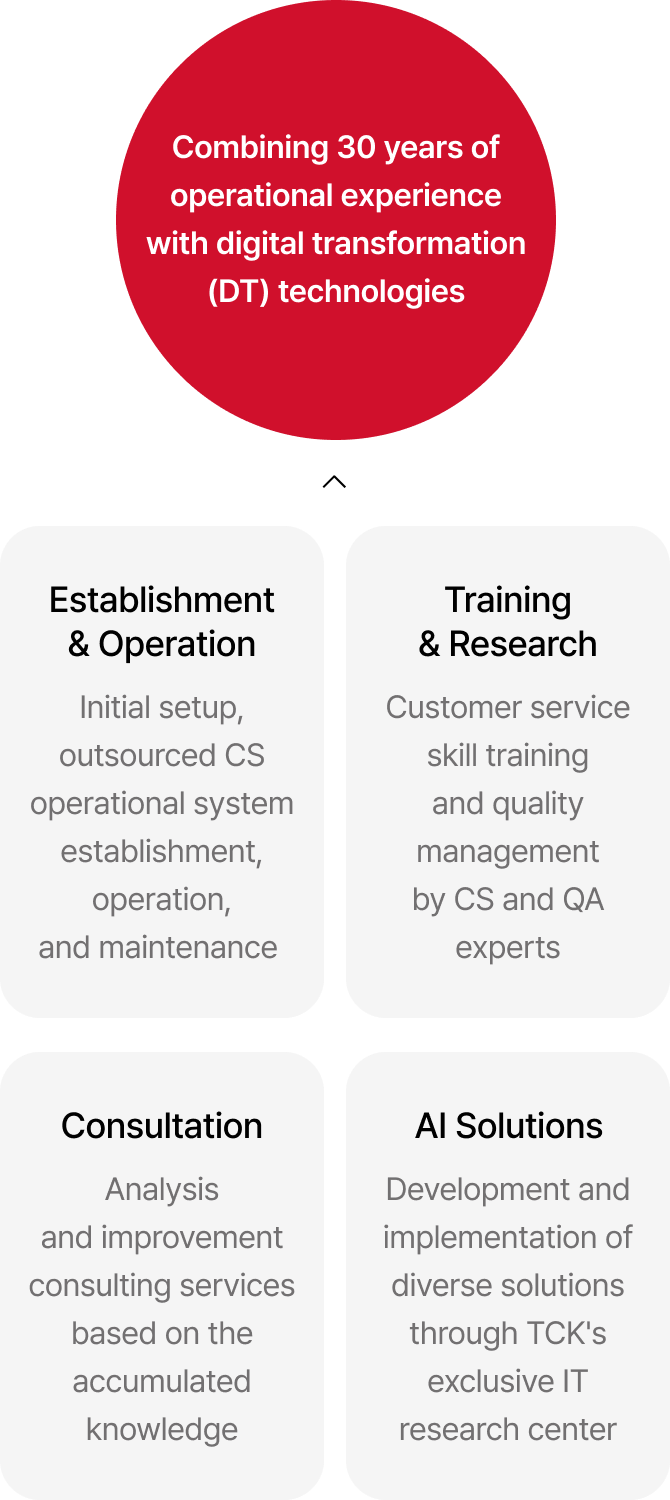 Combining 30 years of
operational experience
with digital transformation
(DT) technologies
Establishment
& Operation
Initial setup,
outsourced CS
operational system
establishment,
operation,
and maintenance
Training
& Research
Customer service
skill training
and quality
management
by CS and QA
experts
Consultation
Analysis
and improvement
consulting services
based on the
accumulated
knowledge
AI Solutions
Development and
implementation of
diverse solutions
through TCK's
exclusive IT
research center